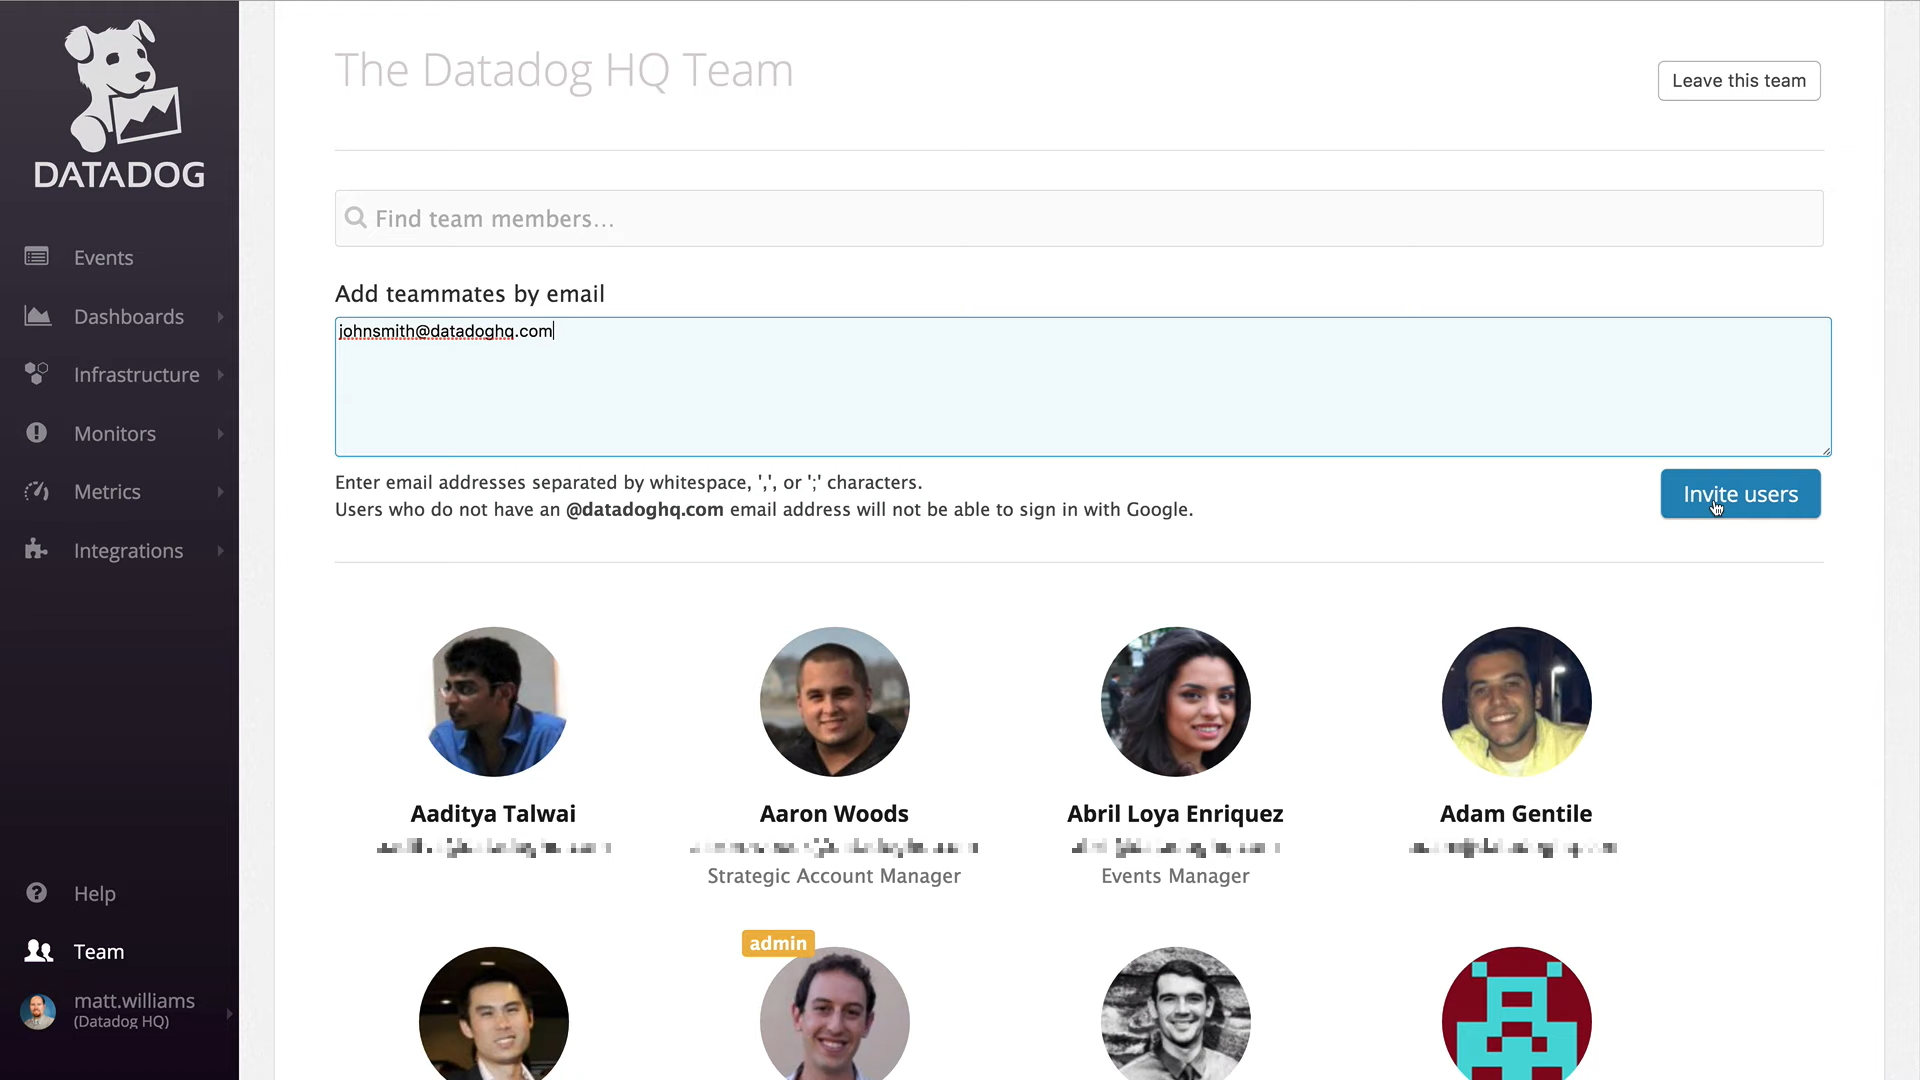 DATADOG
Events
Dashboards
Infrastructure
Monitors
Metrics
Integrations
Help
Team
matt.williams
(Datadog HQ)
The Datadog HQ Team
Leave this team
Find team members...
Add teammates by email
johnsmith@datadoghq.com
Enter email addresses separated by whitespace, ',', or ';' characters.
Users who do not have an @datadoghq.com email address will not be able to sign in with Google.
Invite users
Aaditya Talwai
Aaron Woods
Strategic Account Manager
Abril Loya Enriquez
Events Manager
Adam Gentile
admin